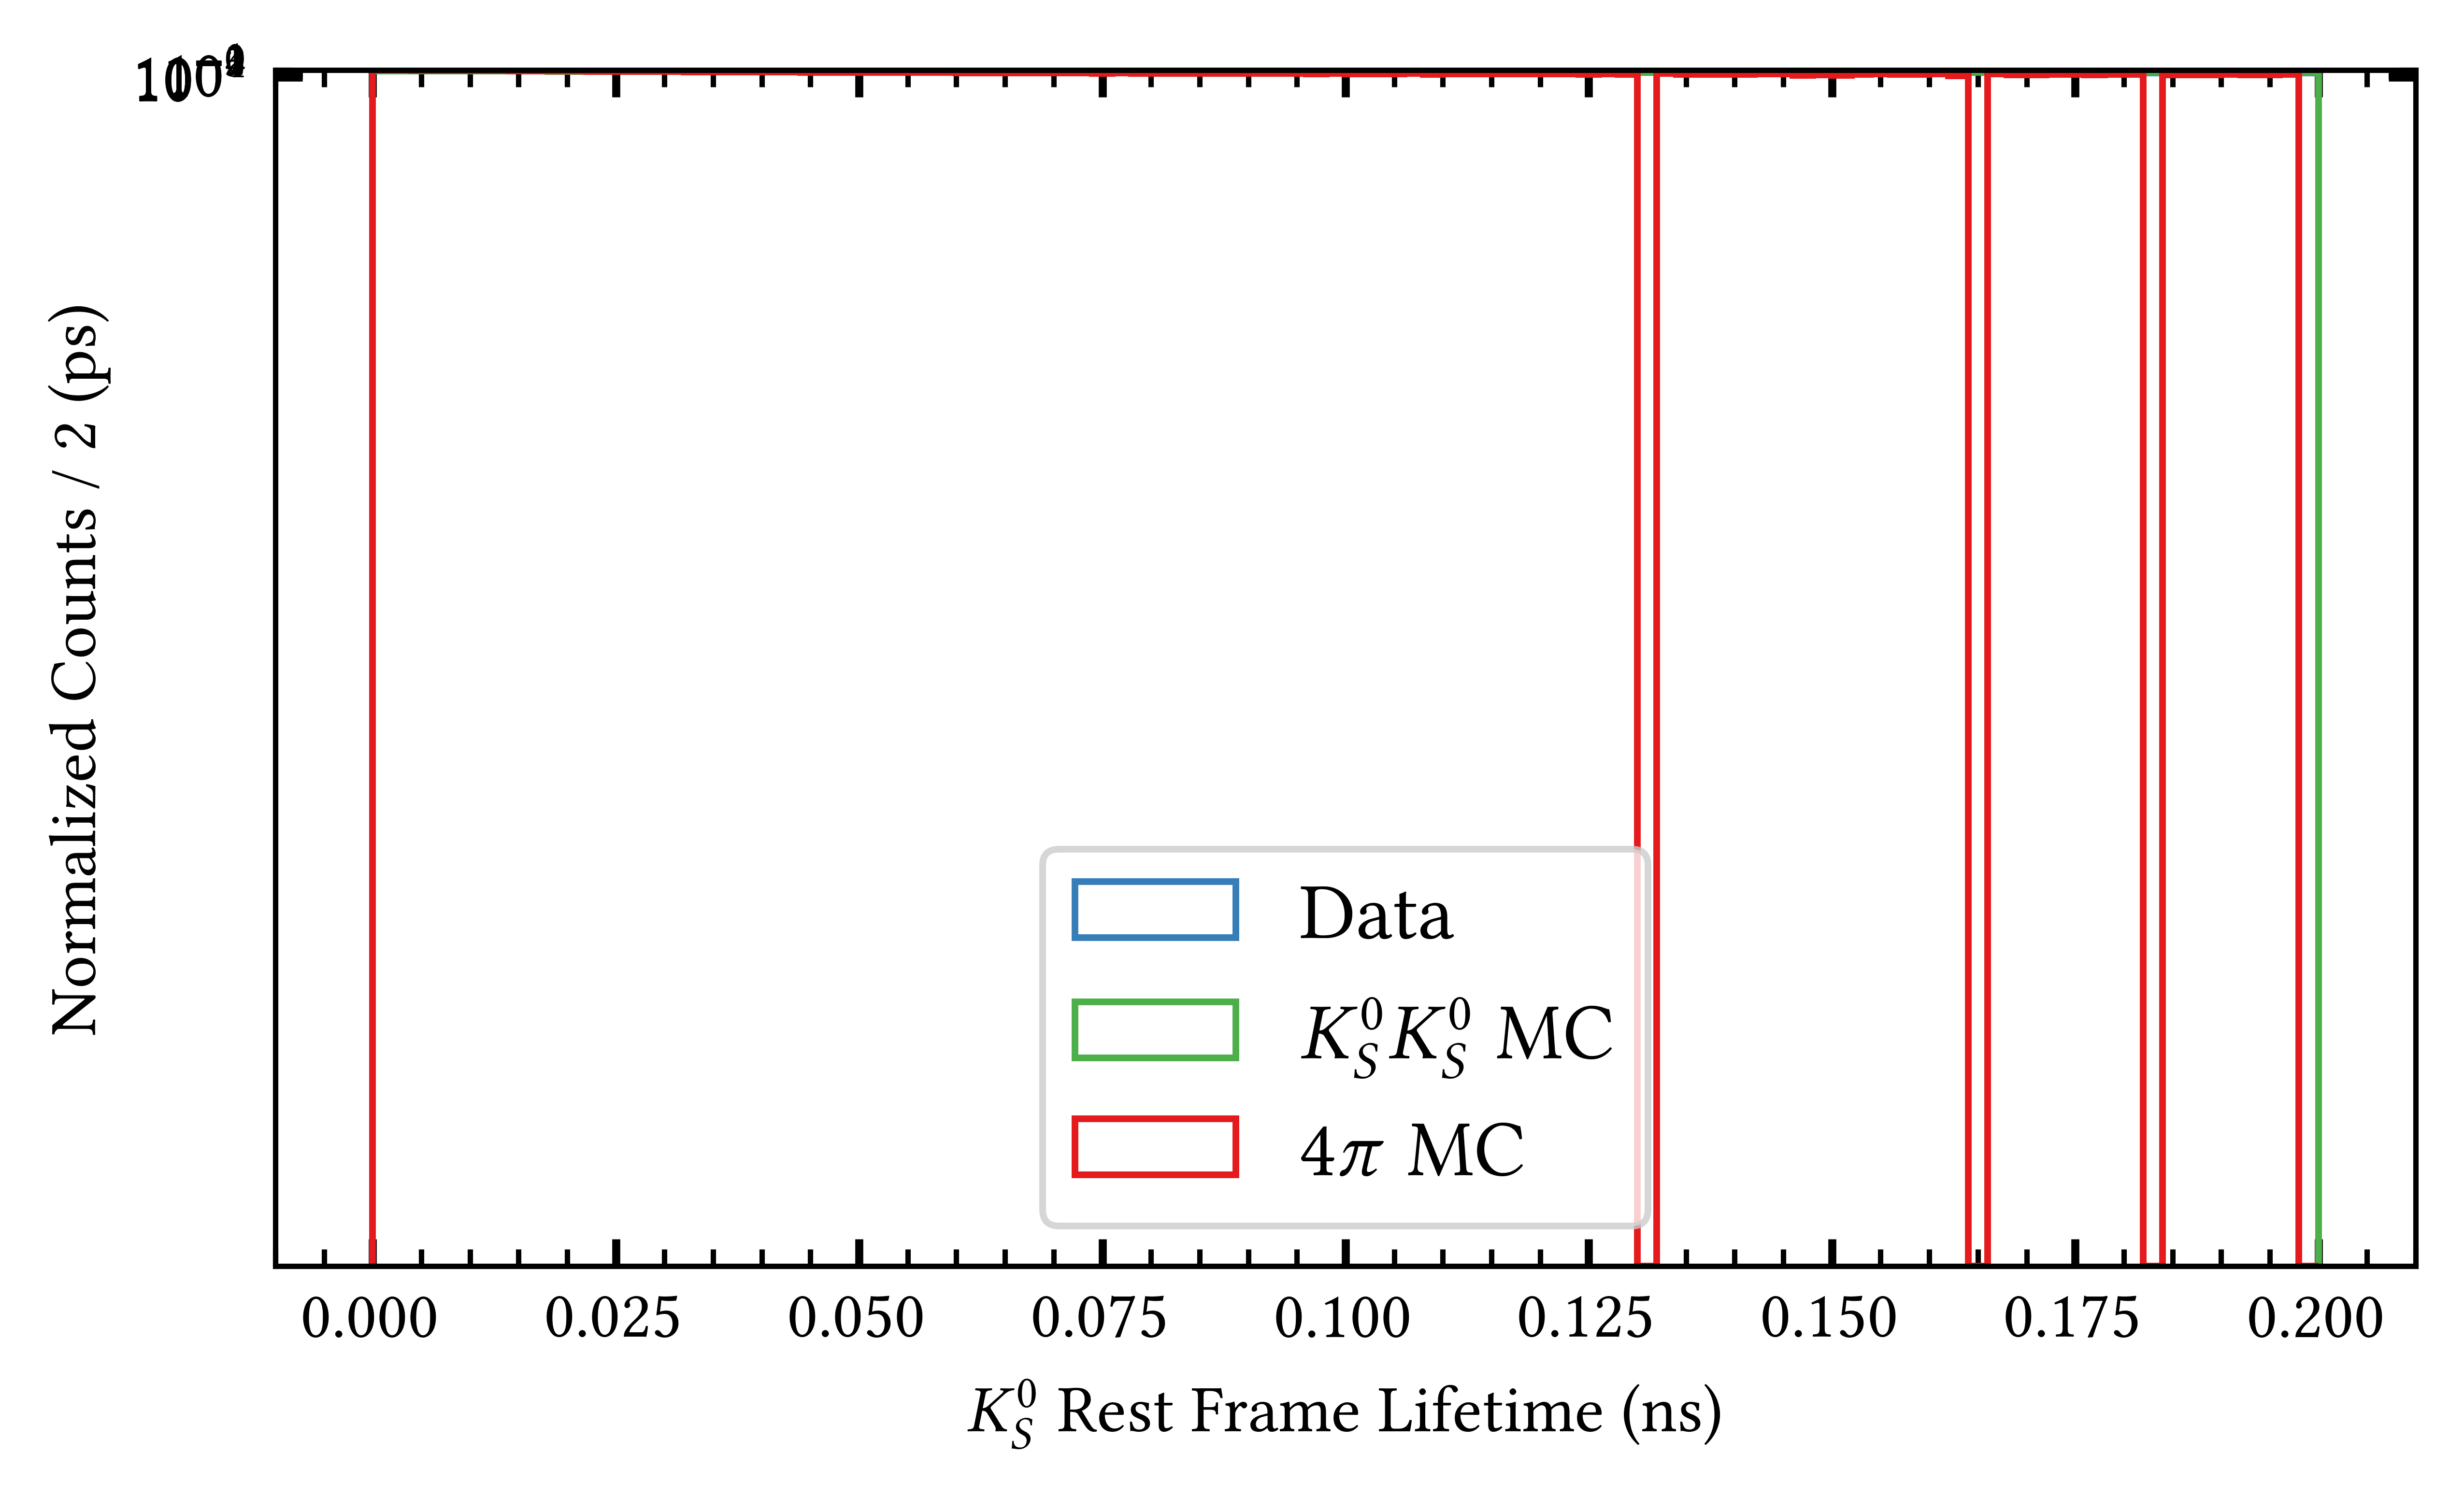 Normalized Counts / 2 (ps)
Data
K_S^0 K_S^0 MC
4π MC
0.000 0.025 0.050 0.075 0.100 0.125 0.150 0.175 0.200
K_S^0 Rest Frame Lifetime (ns)